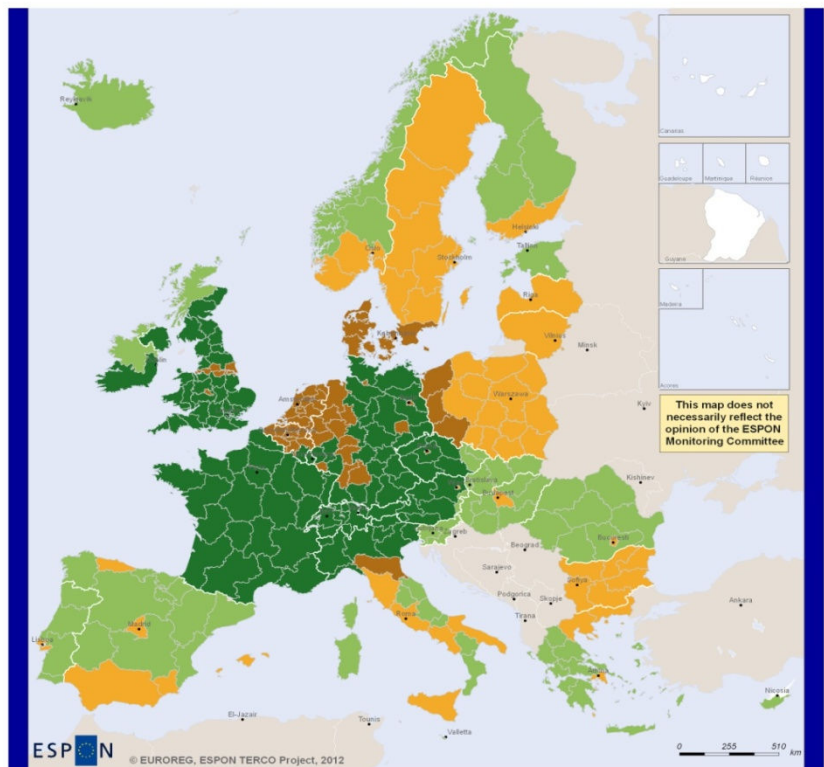 Reykjavik
Canarias
Guadeloupe
Martinique
Réunion
Guyane
Madeira
Acores
Helsinki
Tallinn
Oslo
Stockholm
Riga
Vilnius
Minsk
Warszawa
Kyiv
This map does not
necessarily reflect the
opinion of the ESPON
Monitoring Committee
Kishinev
Bratislava
Budapest
Zagreb
Beograd
Bucuresti
Sarajevo
Sofiya
Podgorica
Skopje
Tirana
Ankara
Roma
Madrid
Lisboa
Nicosia
El-Jazair
Tounis
Valletta
ESPON
© EUROREG, ESPON TERCO Project, 2012
0 255 510
km